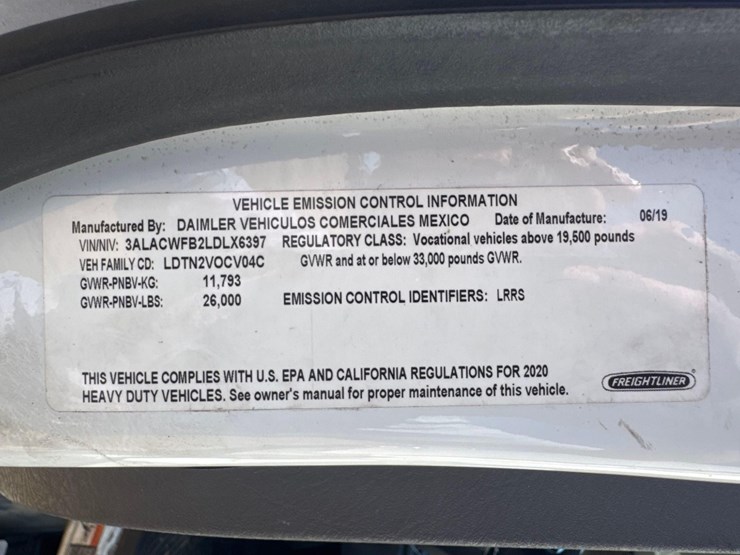 VEHICLE EMISSION CONTROL INFORMATION
Manufactured By: DAIMLER VEHICULOS COMERCIALES MEXICO Date of Manufacture: 06/19
VIN/NIV: 3ALACWFB2LDLX6397 REGULATORY CLASS: Vocational vehicles above 19,500 pounds
VEH FAMILY CD: LDTN2VOCV04C GVWR and at or below 33,000 pounds GVWR.
GVWR-PNBV-KG: 11,793
GVWR-PNBV-LBS: 26,000 EMISSION CONTROL IDENTIFIERS: LRRS
THIS VEHICLE COMPLIES WITH U.S. EPA AND CALIFORNIA REGULATIONS FOR 2020
HEAVY DUTY VEHICLES. See owner's manual for proper maintenance of this vehicle.
FREIGHTLINER